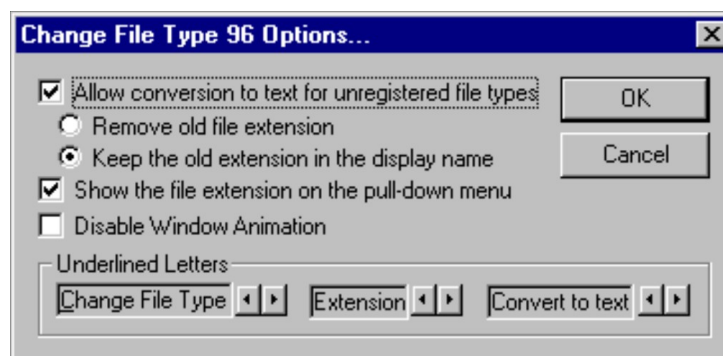 Change File Type 96 Options...
Allow conversion to text for unregistered file types
OK
Remove old file extension
Keep the old extension in the display name
Cancel
Show the file extension on the pull-down menu
Disable Window Animation
Underlined Letters
Change File Type
Extension
Convert to text